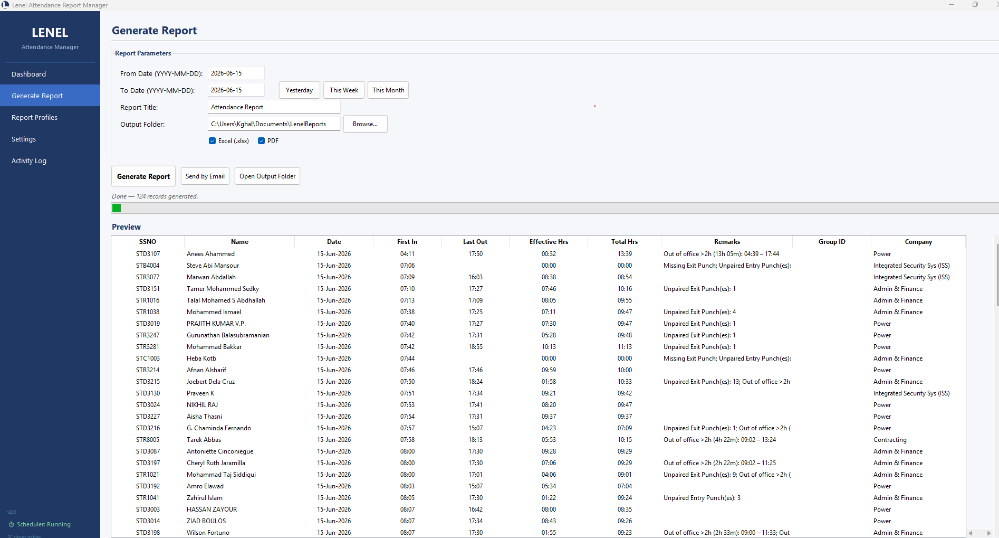 Lenel Attendance Report Manager
LENEL
Attendance Manager
Dashboard
Generate Report
Report Profiles
Settings
Activity Log
v2.0
Scheduler: Running
closes to tray
Generate Report
Report Parameters
From Date (YYYY-MM-DD): 2026-06-15
To Date (YYYY-MM-DD): 2026-06-15 Yesterday This Week This Month
Report Title: Attendance Report
Output Folder: C:\Users\Kghal\Documents\LenelReports Browse...
Excel (.xlsx) PDF
Generate Report Send by Email Open Output Folder
Done — 124 records generated.
Preview
SSNO Name Date First In Last Out Effective Hrs Total Hrs Remarks Group ID Company
STD3107 Anees Ahammed 15-Jun-2026 04:11 17:50 00:32 13:39 Out of office >2h (13h 05m): 04:39 – 17:44 Power
STB4004 Steve Abi Mansour 15-Jun-2026 07:06 00:00 00:00 Missing Exit Punch; Unpaired Entry Punch(es): Integrated Security Sys (ISS)
STR3077 Marwan Abdallah 15-Jun-2026 07:09 16:03 08:38 08:54 Integrated Security Sys (ISS)
STD3151 Tamer Mohammed Sedky 15-Jun-2026 07:10 17:27 07:46 10:16 Unpaired Exit Punch(es): 1 Admin & Finance
STR1016 Talal Mohamed S Abdhallah 15-Jun-2026 07:13 17:09 08:05 09:55 Admin & Finance
STR1038 Mohammed Ismael 15-Jun-2026 07:38 17:25 07:11 09:47 Unpaired Exit Punch(es): 4 Admin & Finance
STD3019 PRAJITH KUMAR V.P. 15-Jun-2026 07:40 17:27 07:30 09:47 Unpaired Exit Punch(es): 1 Power
STR3247 Gurunathan Balasubramanian 15-Jun-2026 07:42 17:31 05:28 09:48 Unpaired Exit Punch(es): 1 Power
STR3281 Mohammad Bakkar 15-Jun-2026 07:42 18:55 10:13 11:13 Unpaired Exit Punch(es): 1 Power
STC1003 Heba Kotb 15-Jun-2026 07:44 00:00 00:00 Missing Exit Punch; Unpaired Entry Punch(es): Admin & Finance
STR3214 Afnan Alsharif 15-Jun-2026 07:46 17:46 09:59 10:00 Power
STD3215 Joebert Dela Cruz 15-Jun-2026 07:50 18:24 01:58 10:33 Unpaired Exit Punch(es): 13; Out of office >2h Admin & Finance
STD3130 Praveen K 15-Jun-2026 07:51 17:34 09:21 09:42 Integrated Security Sys (ISS)
STD3024 NIKHIL RAJ 15-Jun-2026 07:53 17:41 08:20 09:47 Power
STD3227 Aisha Thasni 15-Jun-2026 07:54 17:31 09:37 09:37 Power
STD3216 G. Chaminda Fernando 15-Jun-2026 07:57 15:07 04:23 07:09 Unpaired Exit Punch(es): 1; Out of office >2h ( Power
STR8005 Tarek Abbas 15-Jun-2026 07:58 18:13 05:53 10:15 Out of office >2h (4h 22m): 09:02 – 13:24 Contracting
STD3087 Antoniette Cinconiegue 15-Jun-2026 08:00 17:30 09:28 09:29 Admin & Finance
STD3197 Cheryl Ruth Jaramilla 15-Jun-2026 08:00 17:30 07:06 09:29 Out of office >2h (2h 22m): 09:02 – 11:25 Admin & Finance
STR1021 Mohammad Taj Siddiqui 15-Jun-2026 08:00 17:01 04:06 09:01 Unpaired Exit Punch(es): 9; Out of office >2h ( Admin & Finance
STD3192 Amro Elawad 15-Jun-2026 08:03 15:07 05:34 07:04 Power
STR1041 Zahirul Islam 15-Jun-2026 08:05 17:30 01:22 09:24 Unpaired Entry Punch(es): 3 Admin & Finance
STD3003 HASSAN ZAYOUR 15-Jun-2026 08:07 16:42 08:00 08:35 Power
STD3014 ZIAD BOULOS 15-Jun-2026 08:07 17:34 08:43 09:26 Power
STD3198 Wilson Fortuno 15-Jun-2026 08:07 17:30 01:55 09:23 Out of office >2h (2h 33m): 09:00 – 11:33; Out Admin & Finance